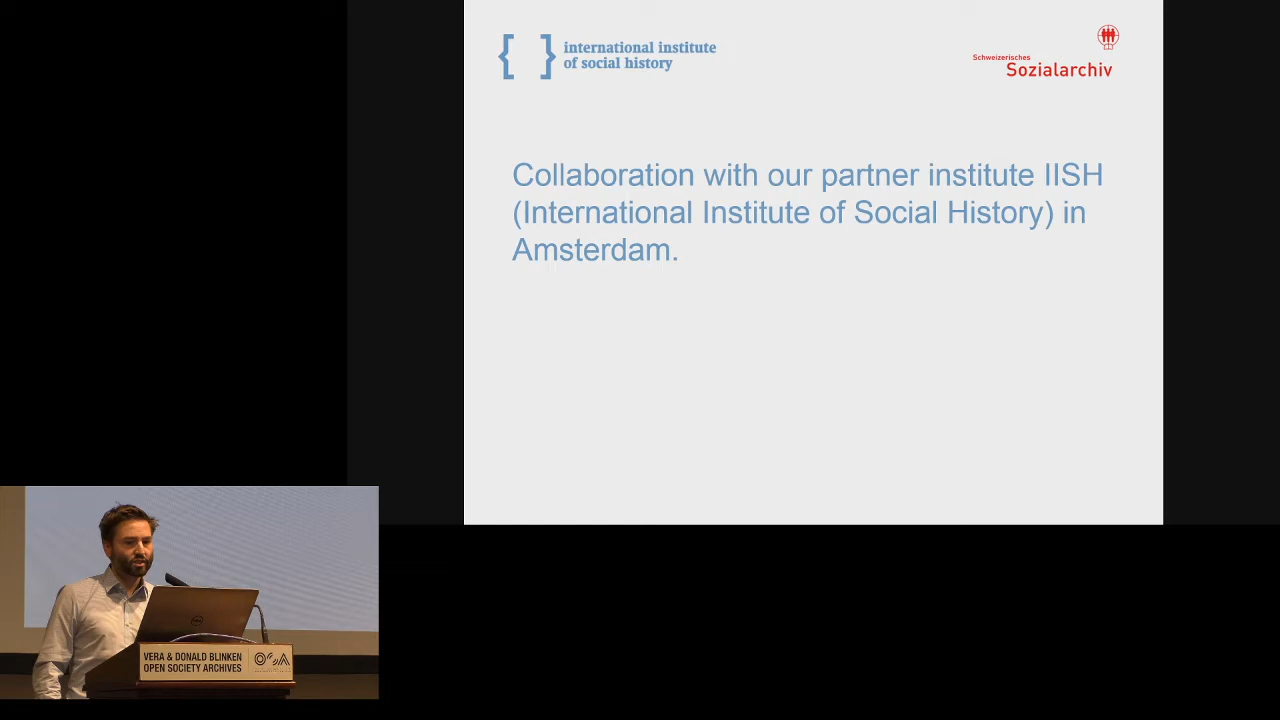 { } international institute
of social history
Schweizerisches
Sozialarchiv
Collaboration with our partner institute IISH
(International Institute of Social History) in
Amsterdam.
VERA & DONALD BLINKEN
OPEN SOCIETY ARCHIVES
OSA